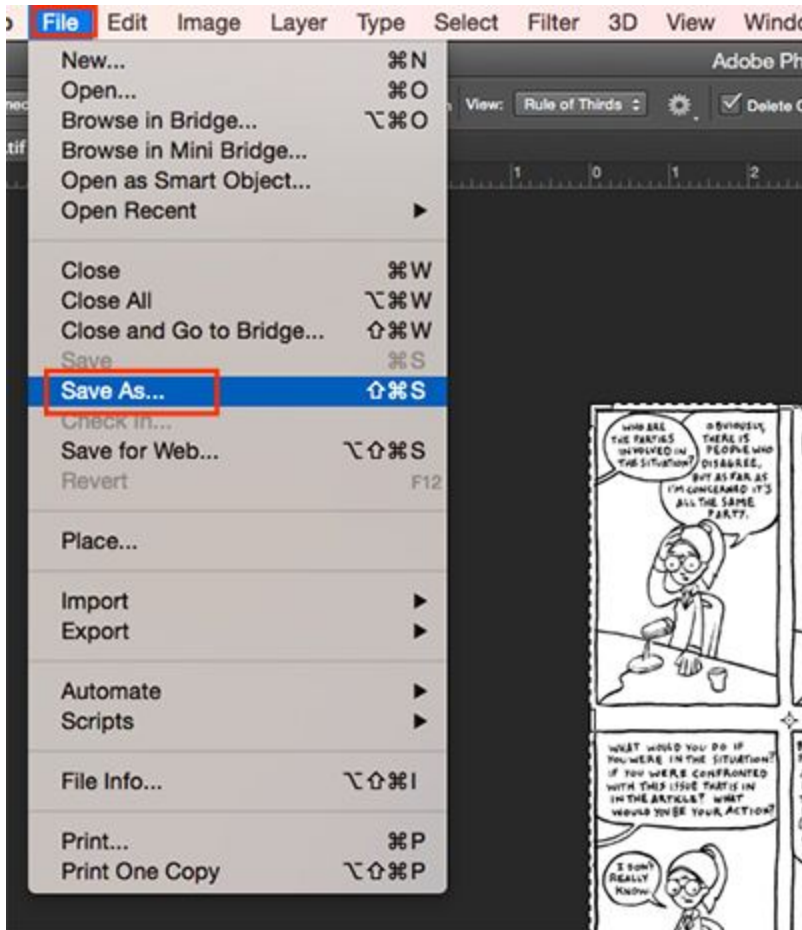 File Edit Image Layer Type Select Filter 3D View
New... ⌘N
Adobe
Open... ⌘O
View: Rule of Thirds Delete
Browse in Bridge... ⌥⌘O
Browse in Mini Bridge...
.tif
Open as Smart Object...
1 0 1 2
Open Recent
Close ⌘W
Close All ⌥⌘W
Close and Go to Bridge... ⇧⌘W
Save ⌘S
Save As... ⇧⌘S
Check In...
Save for Web... ⌥⇧⌘S
Revert F12
Place...
Import
Export
Automate
Scripts
File Info... ⌥⇧⌘I
Print... ⌘P
Print One Copy ⌥⇧⌘P
WHO ARE
THE PARTIES
INVOLVED IN
THE SITUATION?
OBVIOUSLY,
THERE IS
PEOPLE WHO
DISAGREE,
BUT AS FAR AS
I'M CONCERNED IT'S
ALL THE SAME
PARTY.
WHAT WOULD YOU DO IF
YOU WERE IN THE SITUATION?
IF YOU WERE CONFRONTED
WITH THIS ISSUE THAT IS IN
IN THE ARTICLE? WHAT
WOULD YOU BE YOUR ACTION?
I DON'T
REALLY
KNOW.